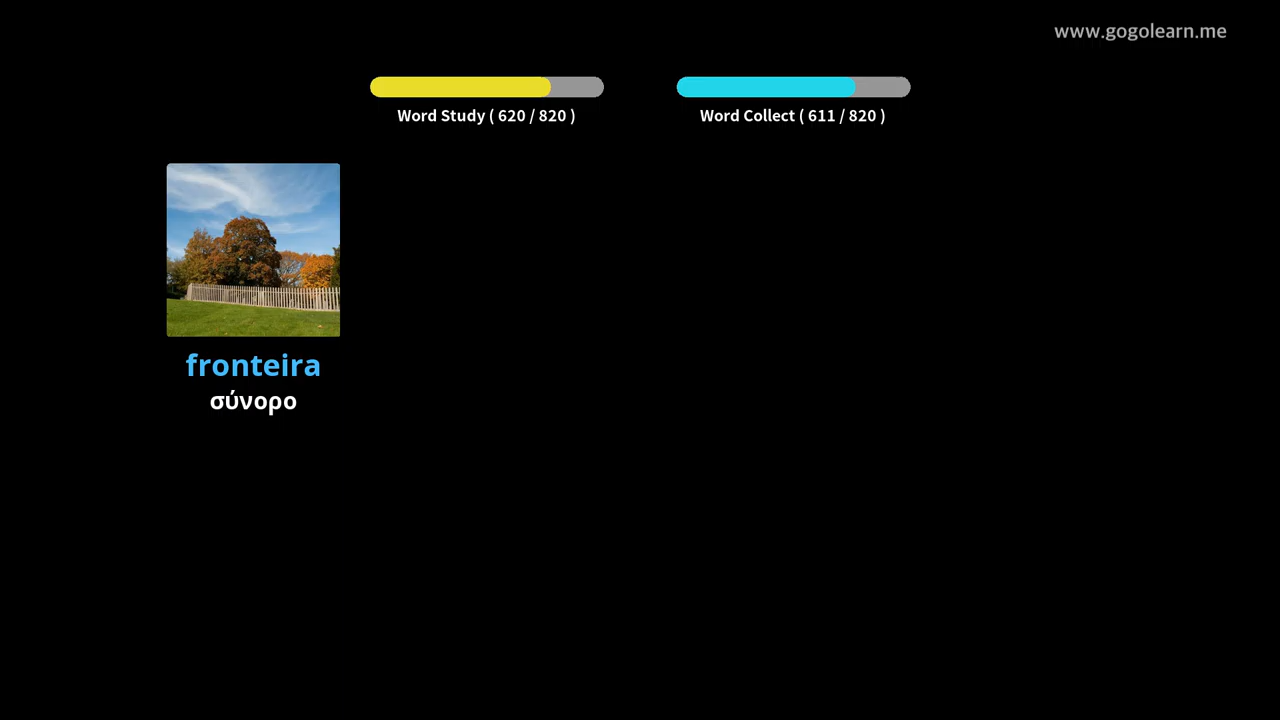 www.gogolearn.me
Word Study ( 620 / 820 )
Word Collect ( 611 / 820 )
fronteira
σύνορο